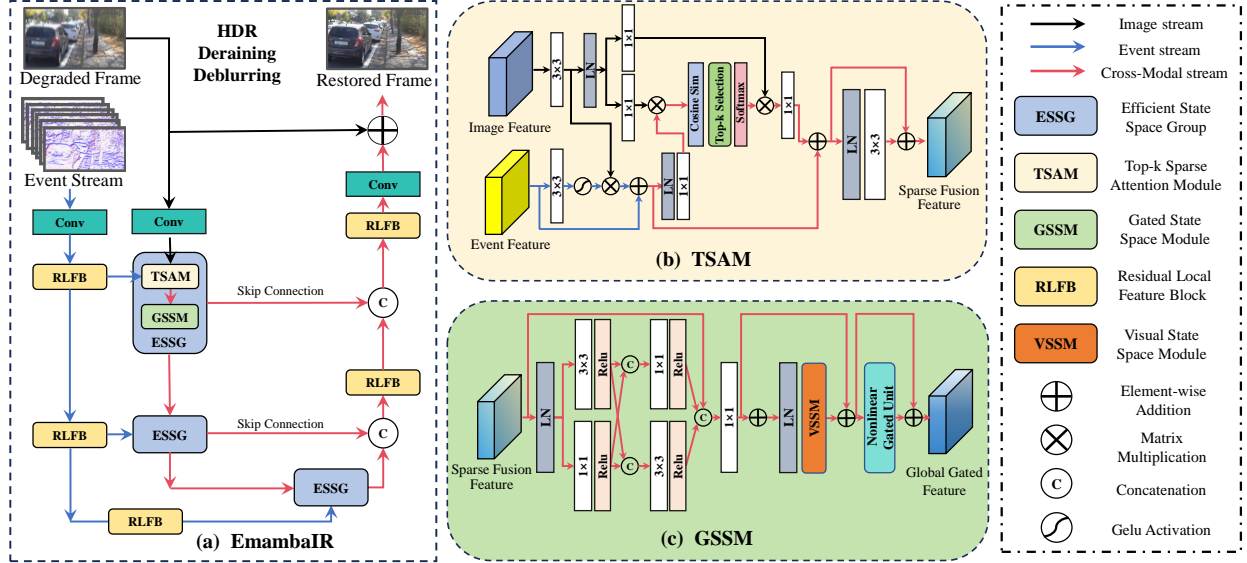 HDR
Deraining
Deblurring
Degraded Frame
Restored Frame
Event Stream
Conv
Conv
Conv
RLFB
RLFB
TSAM
GSSM
ESSG
Skip Connection
C
RLFB
RLFB
ESSG
Skip Connection
C
ESSG
RLFB
(a) EmambaIR
Image Feature
3×3
LN
1×1
1×1
Cosine Sim
Top-k Selection
Softmax
1×1
LN
3×3
Sparse Fusion
Feature
Event Feature
3×3
LN
1×1
(b) TSAM
Sparse Fusion
Feature
LN
3×3
Relu
1×1
Relu
C
C
1×1
Relu
3×3
Relu
C
1×1
LN
VSSM
Nonlinear
Gated Unit
Global Gated
Feature
(c) GSSM
Image stream
Event stream
Cross-Modal stream
ESSG
Efficient State
Space Group
TSAM
Top-k Sparse
Attention Module
GSSM
Gated State
Space Module
RLFB
Residual Local
Feature Block
VSSM
Visual State
Space Module
Element-wise
Addition
Matrix
Multiplication
C
Concatenation
Gelu Activation